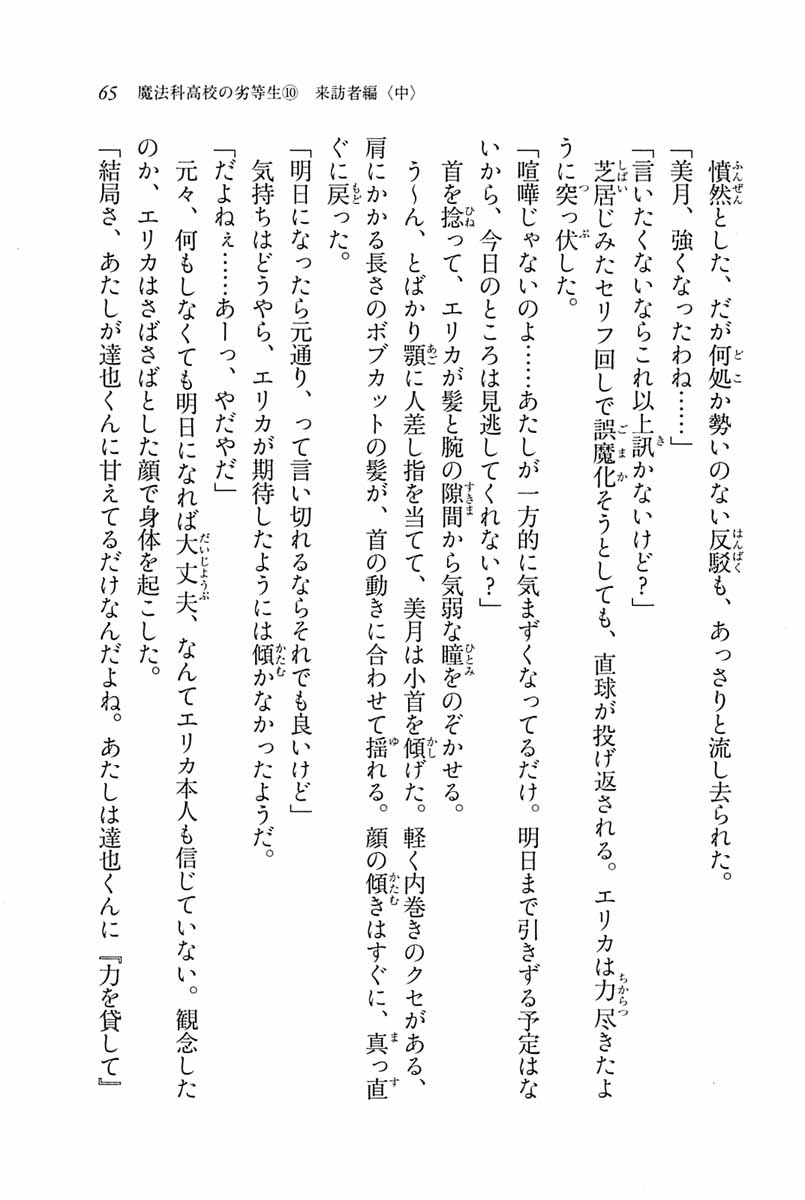 65 魔法科高校の劣等生⑩ 来訪者編〈中〉
憤然とした、だが何処か勢いのない反駁も、あっさりと流し去られた。
「美月、強くなったわね……」
「言いたくないならこれ以上訊かないけど？」
芝居じみたセリフ回しで誤魔化そうとしても、直球が投げ返される。エリカは力尽きたよ
うに突っ伏した。
「喧嘩じゃないのよ……あたしが一方的に気まずくなってるだけ。明日まで引きずる予定はな
いから、今日のところは見逃してくれない？」
首を捻って、エリカが髪と腕の隙間から気弱な瞳をのぞかせる。
う～ん、とばかり顎に人差し指を当てて、美月は小首を傾げた。軽く内巻きのクセがある、
肩にかかる長さのボブカットの髪が、首の動きに合わせて揺れる。顔の傾きはすぐに、真っ直
ぐに戻った。
「明日になったら元通り、って言い切れるならそれでも良いけど」
気持ちはどうやら、エリカが期待したようには傾かなかったようだ。
「だよねぇ……あーっ、やだやだ」
元々、何もしなくても明日になれば大丈夫、なんてエリカ本人も信じていない。観念した
のか、エリカはさばさばとした顔で身体を起こした。
「結局さ、あたしが達也くんに甘えてるだけなんだよね。あたしは達也くんに『力を貸して』